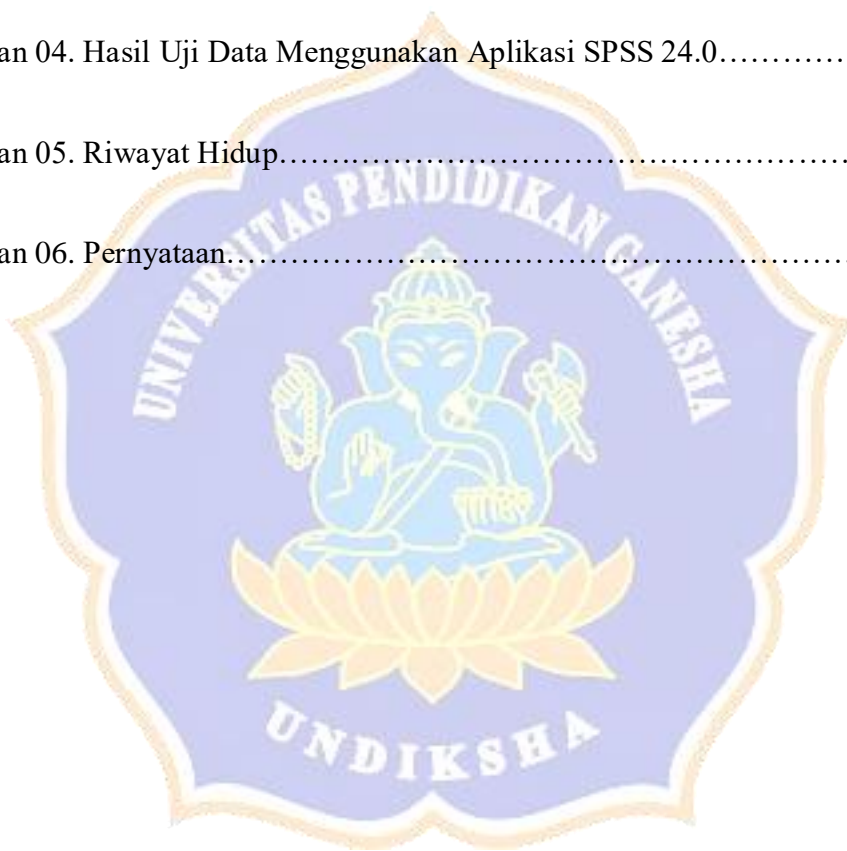 an 04. Hasil Uji Data Menggunakan Aplikasi SPSS 24.0……………
an 05. Riwayat Hidup……..………………………………………………
an 06. Pernyataan…………………………………………………………
UNIVERSITAS PENDIDIKAN GANESHA
UNDIKSHA